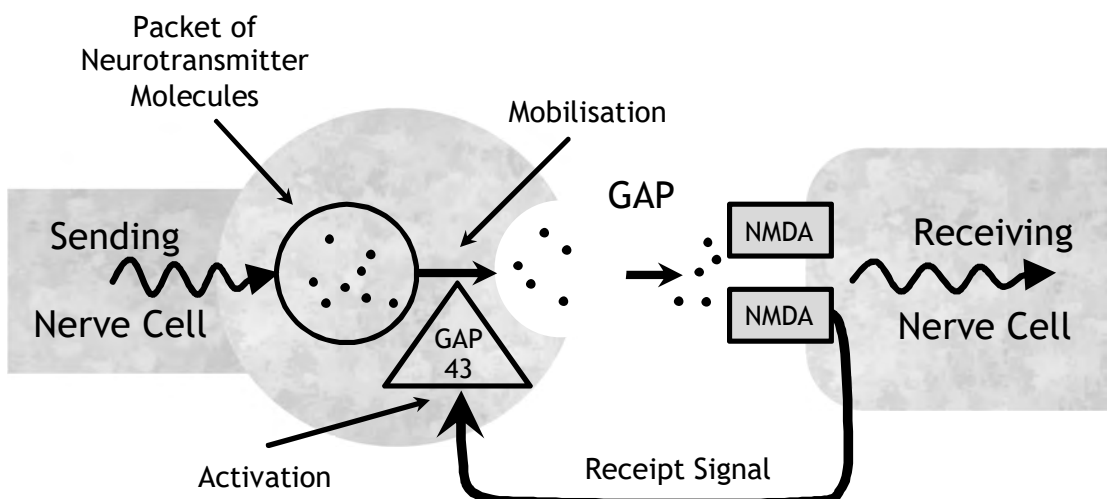 Packet of
Neurotransmitter
Molecules
Mobilisation
GAP
NMDA
Sending
Receiving
NMDA
Nerve Cell
Nerve Cell
GAP
43
Activation
Receipt Signal